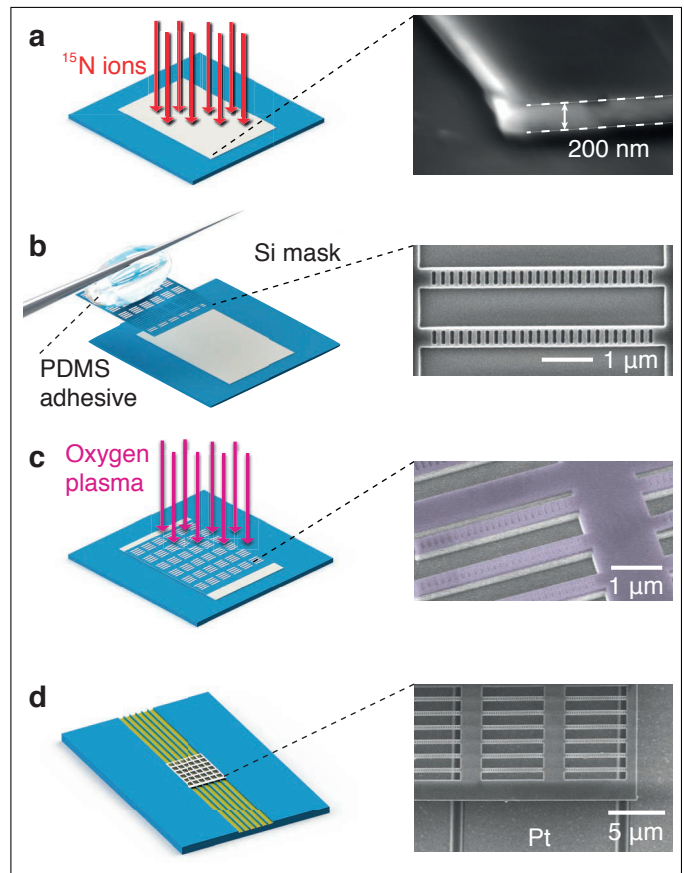 a
¹⁵N ions
200 nm
b
Si mask
PDMS
adhesive
1 μm
c
Oxygen
plasma
1 μm
d
Pt
5 μm